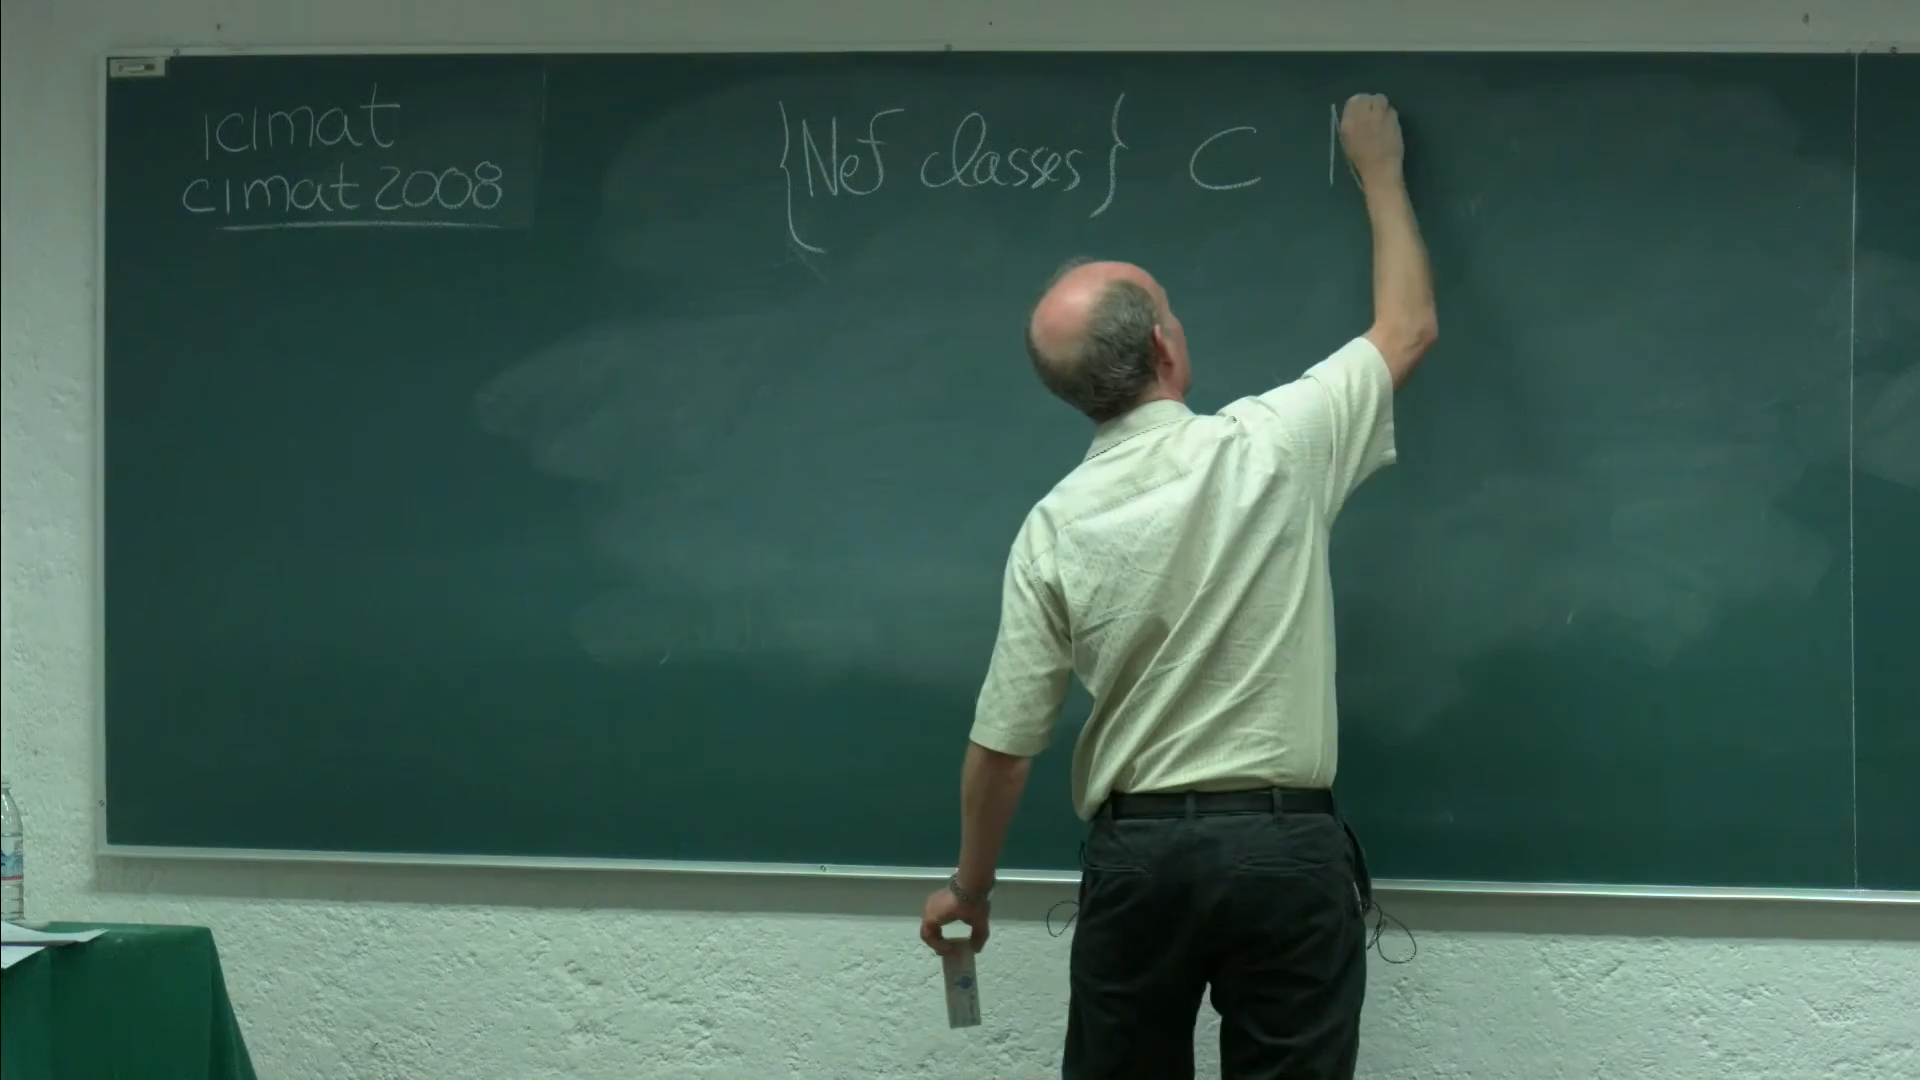 icimat
cimat 2008
{Nef classes} ⊂ N